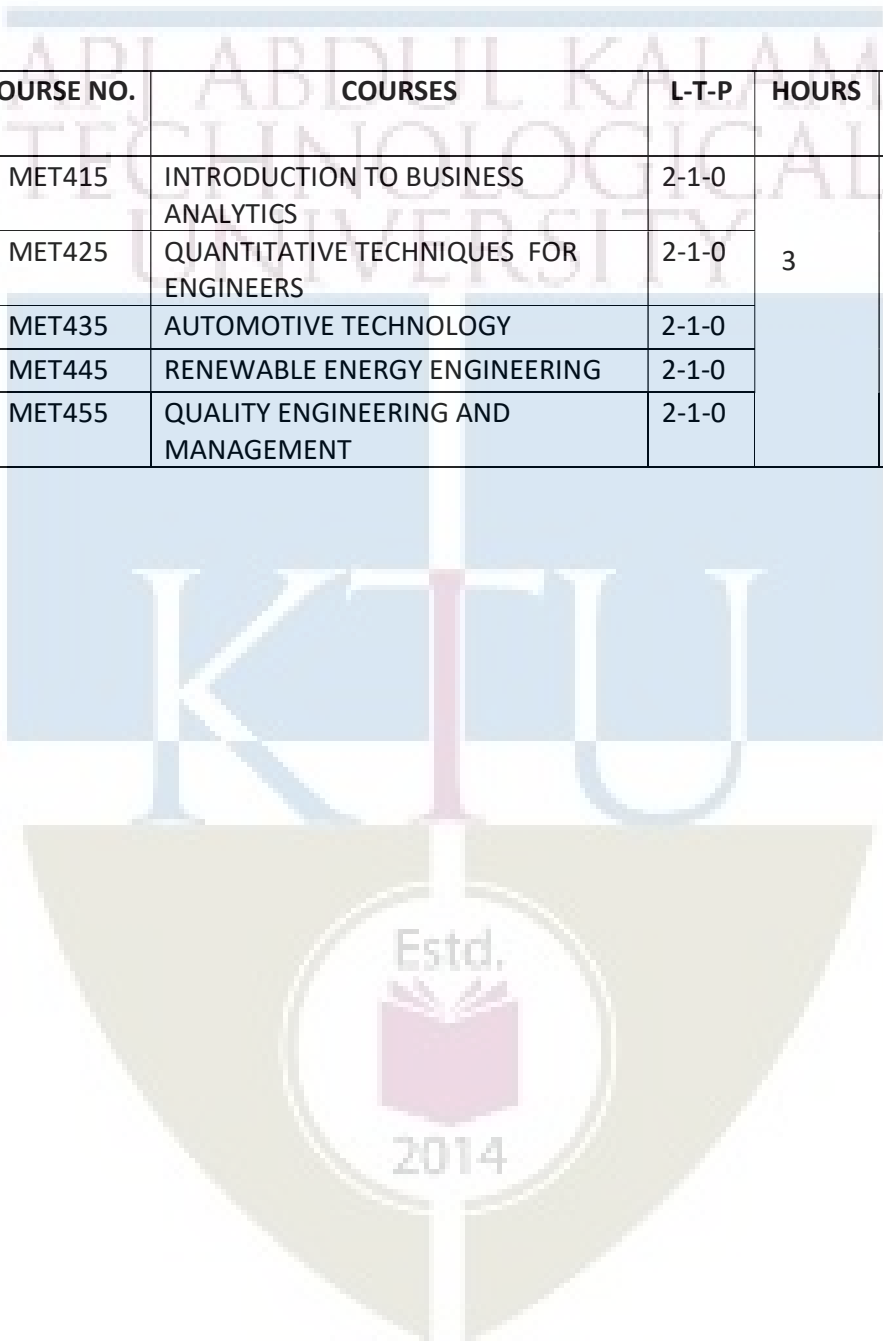 API ABDUL KALAM
TECHNOLOGICAL
UNIVERSITY
OURSE NO. COURSES L-T-P HOURS
MET415 INTRODUCTION TO BUSINESS ANALYTICS 2-1-0 3
MET425 QUANTITATIVE TECHNIQUES FOR ENGINEERS 2-1-0
MET435 AUTOMOTIVE TECHNOLOGY 2-1-0
MET445 RENEWABLE ENERGY ENGINEERING 2-1-0
MET455 QUALITY ENGINEERING AND MANAGEMENT 2-1-0
KTU
Estd.
2014